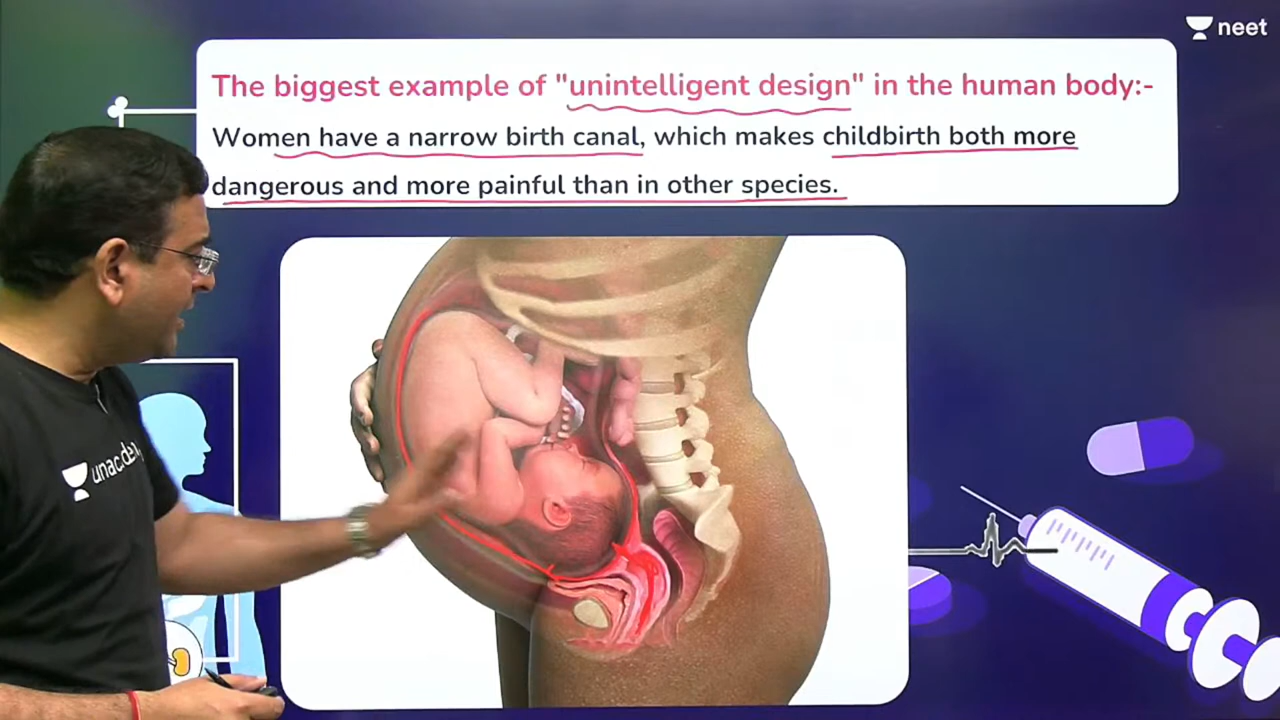 neet
The biggest example of "unintelligent design" in the human body:-
Women have a narrow birth canal, which makes childbirth both more
dangerous and more painful than in other species.
unacademy